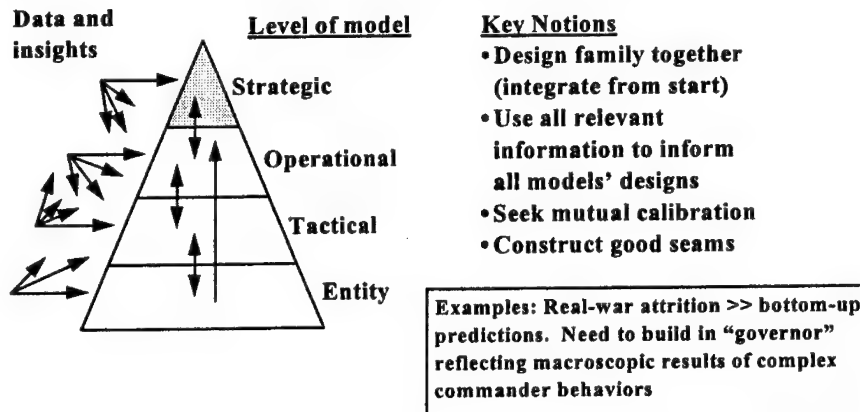 Data and
insights
Level of model
Strategic
Operational
Tactical
Entity
Key Notions
• Design family together
(integrate from start)
• Use all relevant
information to inform
all models' designs
• Seek mutual calibration
• Construct good seams
Examples: Real-war attrition >> bottom-up
predictions. Need to build in “governor”
reflecting macroscopic results of complex
commander behaviors